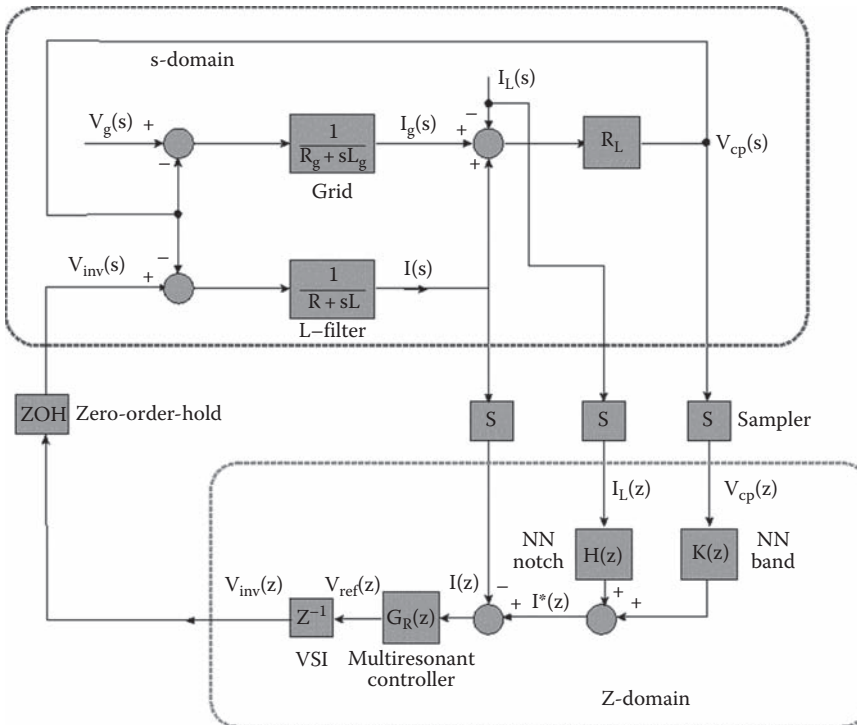 s-domain
I_L(s)
V_g(s) + − − + +
1
R_g + sL_g
I_g(s)
R_L
V_cp(s)
Grid
V_inv(s) + −
1
R + sL
I(s)
L−filter
ZOH Zero-order-hold
S S S Sampler
I_L(z) V_cp(z)
NN notch
H(z)
K(z)
NN band
V_inv(z) V_ref(z) I(z) − + I*(z) + +
Z⁻¹
G_R(z)
VSI
Multiresonant controller
Z-domain